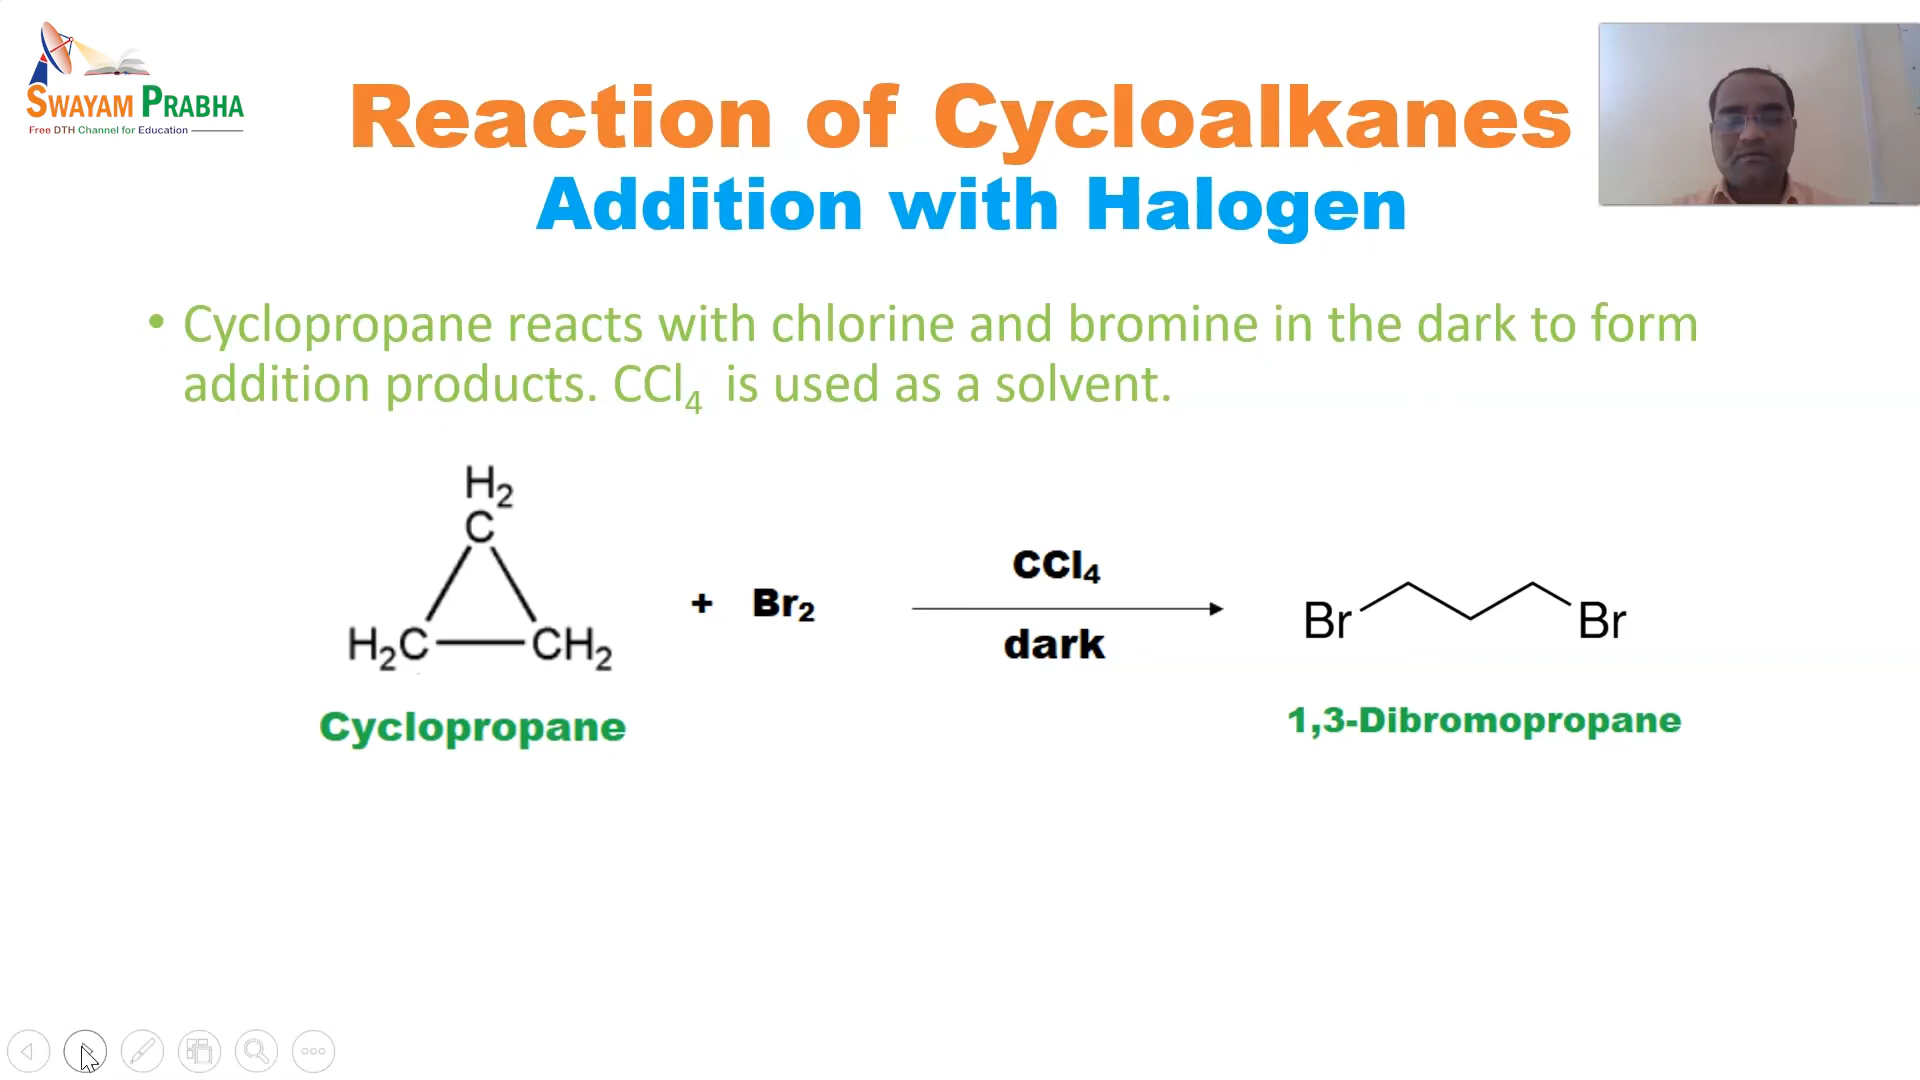 SWAYAM PRABHA
Free DTH Channel for Education
Reaction of Cycloalkanes
Addition with Halogen
• Cyclopropane reacts with chlorine and bromine in the dark to form
addition products. CCl₄ is used as a solvent.
H₂
C
H₂C CH₂
+ Br₂
CCl₄
dark
Br Br
Cyclopropane
1,3-Dibromopropane